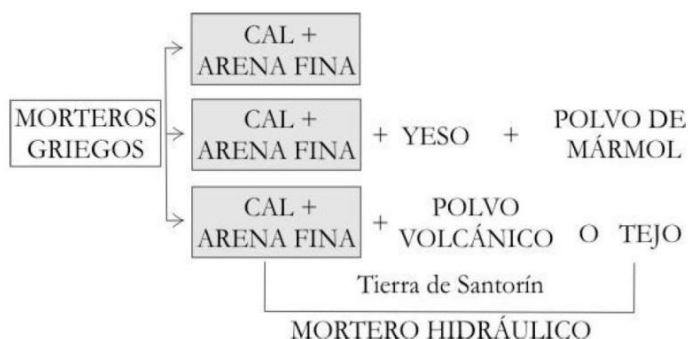 CAL +
ARENA FINA
MORTEROS
GRIEGOS
CAL +
ARENA FINA
+ YESO + POLVO DE
MÁRMOL
CAL +
ARENA FINA
+ POLVO
VOLCÁNICO O TEJO
Tierra de Santorín
MORTERO HIDRÁULICO